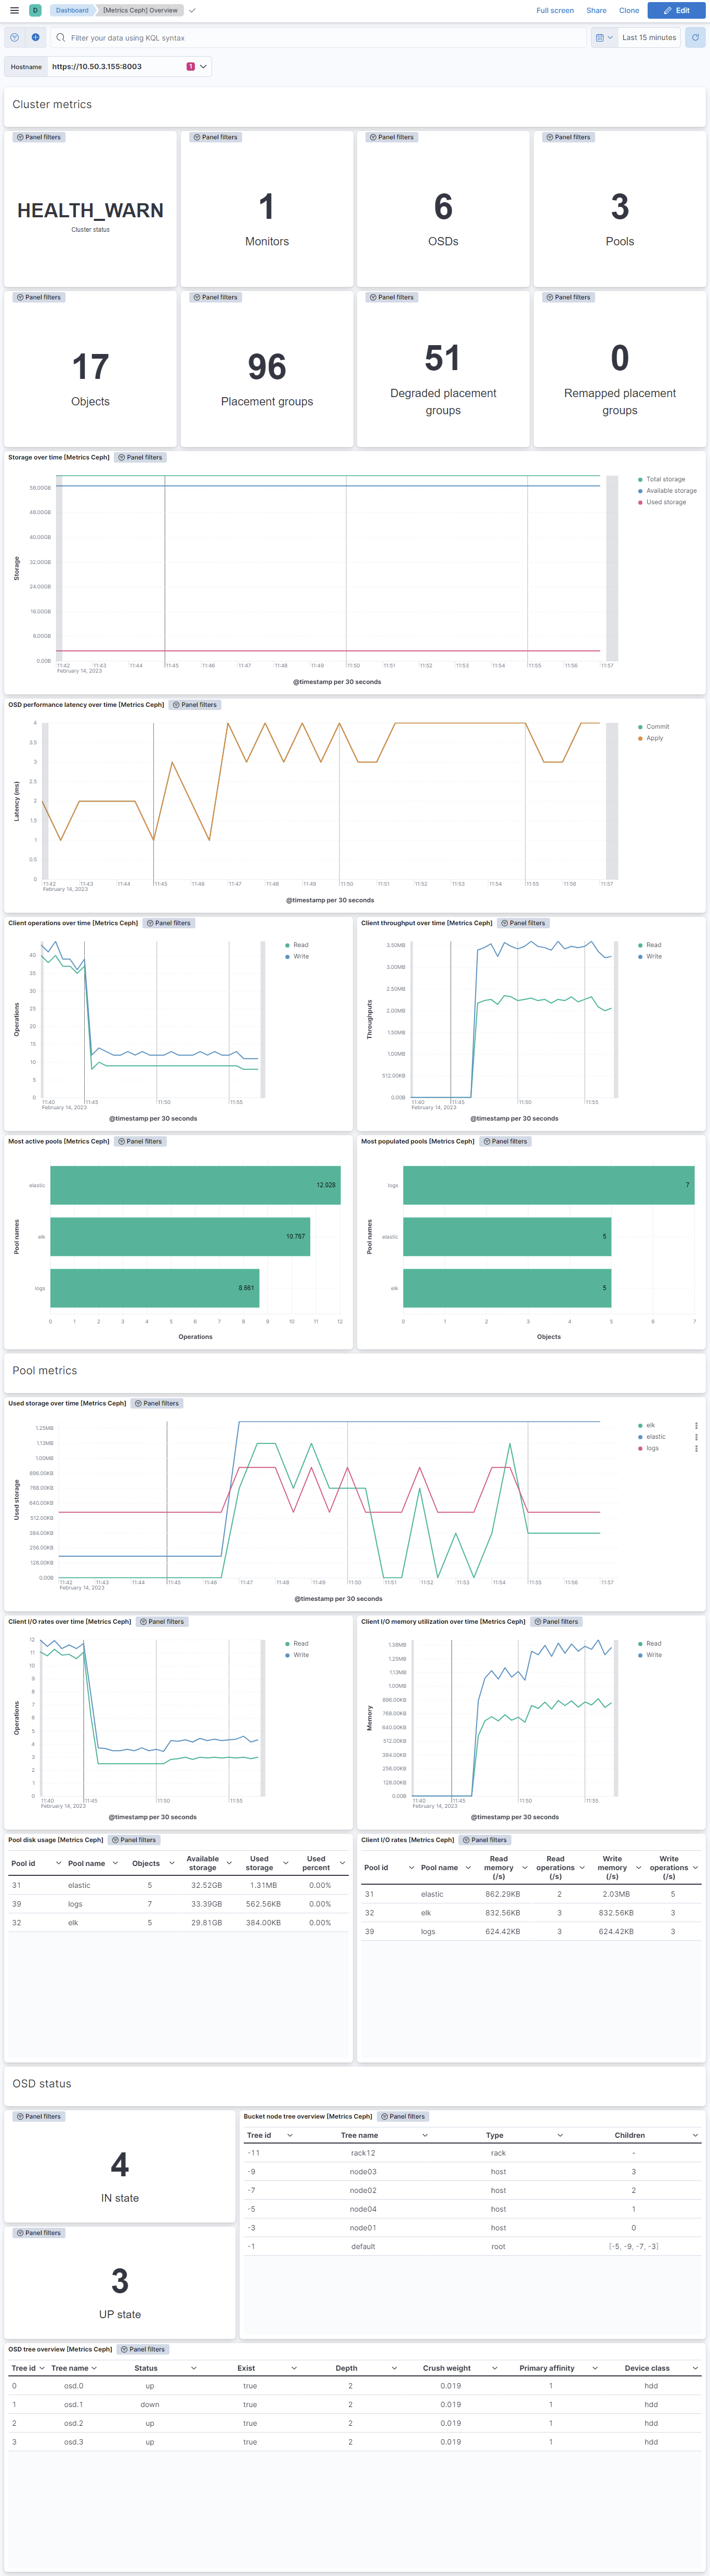 D Dashboard [Metrics Ceph] Overview Full screen Share Clone Edit
Filter your data using KQL syntax Last 15 minutes
Hostname https://10.50.3.155:8003 1
Cluster metrics
Panel filters Panel filters Panel filters Panel filters
HEALTH_WARN
Cluster status
1
Monitors
6
OSDs
3
Pools
Panel filters Panel filters Panel filters Panel filters
17
Objects
96
Placement groups
51
Degraded placement
groups
0
Remapped placement
groups
Storage over time [Metrics Ceph] Panel filters
Storage
56.00GB
48.00GB
40.00GB
32.00GB
24.00GB
16.00GB
8.00GB
0.00B
11:42 11:43 11:44 11:45 11:46 11:47 11:48 11:49 11:50 11:51 11:52 11:53 11:54 11:55 11:56 11:57
February 14, 2023
@timestamp per 30 seconds
Total storage
Available storage
Used storage
OSD performance latency over time [Metrics Ceph] Panel filters
Latency (ms)
4
3.5
3
2.5
2
1.5
1
0.5
0
11:42 11:43 11:44 11:45 11:46 11:47 11:48 11:49 11:50 11:51 11:52 11:53 11:54 11:55 11:56 11:57
February 14, 2023
@timestamp per 30 seconds
Commit
Apply
Client operations over time [Metrics Ceph] Panel filters
Operations
40
35
30
25
20
15
10
5
0
11:40 11:45 11:50 11:55
February 14, 2023
@timestamp per 30 seconds
Read
Write
Client throughput over time [Metrics Ceph] Panel filters
Throughputs
3.50MB
3.00MB
2.50MB
2.00MB
1.50MB
1.00MB
512.00KB
0.00B
11:40 11:45 11:50 11:55
February 14, 2023
@timestamp per 30 seconds
Read
Write
Most active pools [Metrics Ceph] Panel filters
Pool names
elastic 12.028
elk 10.767
logs 8.661
0 1 2 3 4 5 6 7 8 9 10 11 12
Operations
Most populated pools [Metrics Ceph] Panel filters
Pool names
logs 7
elastic 5
elk 5
0 1 2 3 4 5 6 7
Objects
Pool metrics
Used storage over time [Metrics Ceph] Panel filters
Used storage
1.25MB
1.13MB
1.00MB
896.00KB
768.00KB
640.00KB
512.00KB
384.00KB
256.00KB
128.00KB
0.00B
11:42 11:43 11:44 11:45 11:46 11:47 11:48 11:49 11:50 11:51 11:52 11:53 11:54 11:55 11:56 11:57
February 14, 2023
@timestamp per 30 seconds
elk
elastic
logs
Client I/O rates over time [Metrics Ceph] Panel filters
Operations
12
11
10
9
8
7
6
5
4
3
2
1
0
11:40 11:45 11:50 11:55
February 14, 2023
@timestamp per 30 seconds
Read
Write
Client I/O memory utilization over time [Metrics Ceph] Panel filters
Memory
1.38MB
1.25MB
1.13MB
1.00MB
896.00KB
768.00KB
640.00KB
512.00KB
384.00KB
256.00KB
128.00KB
0.00B
11:40 11:45 11:50 11:55
February 14, 2023
@timestamp per 30 seconds
Read
Write
Pool disk usage [Metrics Ceph] Panel filters
Pool id Pool name Objects Available storage Used storage Used percent
31 elastic 5 32.52GB 1.31MB 0.00%
39 logs 7 33.39GB 562.56KB 0.00%
32 elk 5 29.81GB 384.00KB 0.00%
Client I/O rates [Metrics Ceph] Panel filters
Pool id Pool name Read memory (/s) Read operations (/s) Write memory (/s) Write operations (/s)
31 elastic 862.29KB 2 2.03MB 5
32 elk 832.56KB 3 832.56KB 3
39 logs 624.42KB 3 624.42KB 3
OSD status
Panel filters
4
IN state
Panel filters
3
UP state
Bucket node tree overview [Metrics Ceph] Panel filters
Tree id Tree name Type Children
-11 rack12 rack -
-9 node03 host 3
-7 node02 host 2
-5 node04 host 1
-3 node01 host 0
-1 default root [-5, -9, -7, -3]
OSD tree overview [Metrics Ceph] Panel filters
Tree id Tree name Status Exist Depth Crush weight Primary affinity Device class
0 osd.0 up true 2 0.019 1 hdd
1 osd.1 down true 2 0.019 1 hdd
2 osd.2 up true 2 0.019 1 hdd
3 osd.3 up true 2 0.019 1 hdd